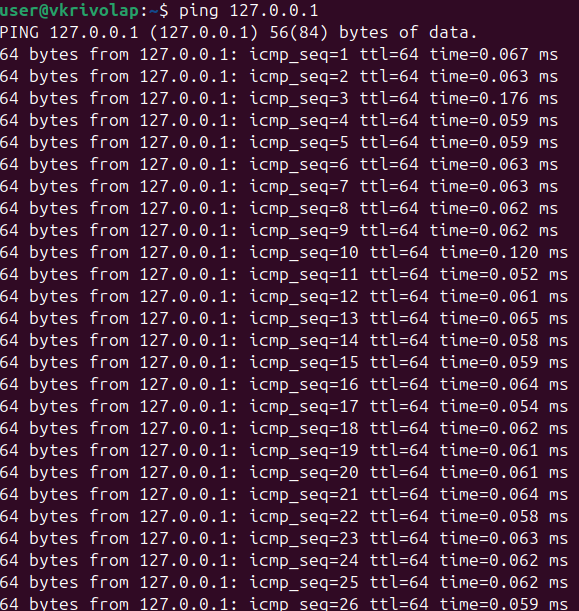 user@vkrivolap:~$ ping 127.0.0.1
PING 127.0.0.1 (127.0.0.1) 56(84) bytes of data.
64 bytes from 127.0.0.1: icmp_seq=1 ttl=64 time=0.067 ms
64 bytes from 127.0.0.1: icmp_seq=2 ttl=64 time=0.063 ms
64 bytes from 127.0.0.1: icmp_seq=3 ttl=64 time=0.176 ms
64 bytes from 127.0.0.1: icmp_seq=4 ttl=64 time=0.059 ms
64 bytes from 127.0.0.1: icmp_seq=5 ttl=64 time=0.059 ms
64 bytes from 127.0.0.1: icmp_seq=6 ttl=64 time=0.063 ms
64 bytes from 127.0.0.1: icmp_seq=7 ttl=64 time=0.063 ms
64 bytes from 127.0.0.1: icmp_seq=8 ttl=64 time=0.062 ms
64 bytes from 127.0.0.1: icmp_seq=9 ttl=64 time=0.062 ms
64 bytes from 127.0.0.1: icmp_seq=10 ttl=64 time=0.120 ms
64 bytes from 127.0.0.1: icmp_seq=11 ttl=64 time=0.052 ms
64 bytes from 127.0.0.1: icmp_seq=12 ttl=64 time=0.061 ms
64 bytes from 127.0.0.1: icmp_seq=13 ttl=64 time=0.065 ms
64 bytes from 127.0.0.1: icmp_seq=14 ttl=64 time=0.058 ms
64 bytes from 127.0.0.1: icmp_seq=15 ttl=64 time=0.059 ms
64 bytes from 127.0.0.1: icmp_seq=16 ttl=64 time=0.064 ms
64 bytes from 127.0.0.1: icmp_seq=17 ttl=64 time=0.054 ms
64 bytes from 127.0.0.1: icmp_seq=18 ttl=64 time=0.062 ms
64 bytes from 127.0.0.1: icmp_seq=19 ttl=64 time=0.061 ms
64 bytes from 127.0.0.1: icmp_seq=20 ttl=64 time=0.061 ms
64 bytes from 127.0.0.1: icmp_seq=21 ttl=64 time=0.064 ms
64 bytes from 127.0.0.1: icmp_seq=22 ttl=64 time=0.058 ms
64 bytes from 127.0.0.1: icmp_seq=23 ttl=64 time=0.063 ms
64 bytes from 127.0.0.1: icmp_seq=24 ttl=64 time=0.062 ms
64 bytes from 127.0.0.1: icmp_seq=25 ttl=64 time=0.062 ms
64 bytes from 127.0.0.1: icmp_seq=26 ttl=64 time=0.059 ms